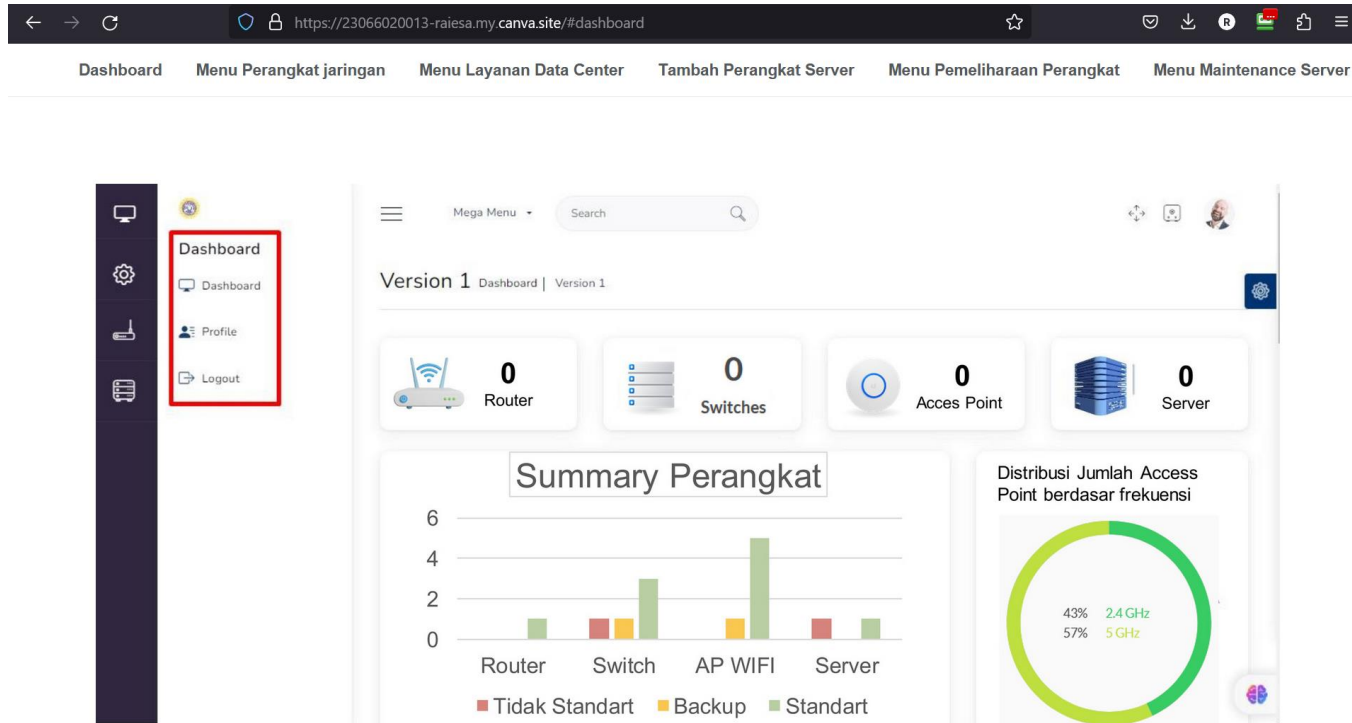 https://23066020013-raiesa.my.canva.site/#dashboard
R
Dashboard Menu Perangkat jaringan Menu Layanan Data Center Tambah Perangkat Server Menu Pemeliharaan Perangkat Menu Maintenance Server
Mega Menu Search
Dashboard
Dashboard
Profile
Logout
Version 1 Dashboard | Version 1
0
Router
0
Switches
0
Acces Point
0
Server
Summary Perangkat
6
4
2
0
Router Switch AP WIFI Server
Tidak Standart Backup Standart
Distribusi Jumlah Access
Point berdasar frekuensi
43% 2.4 GHz
57% 5 GHz